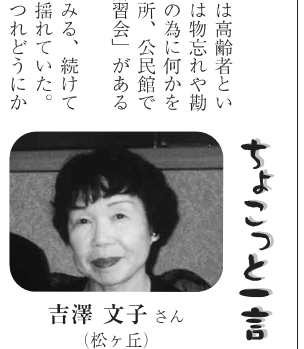 ちょこっと一言
は高齢者とい
は物忘れや勘
の為に何かを
所、公民館で
習会」がある
みる、続けて
揺れていた。
つれどうにか
吉澤 文子さん
（松ヶ丘）